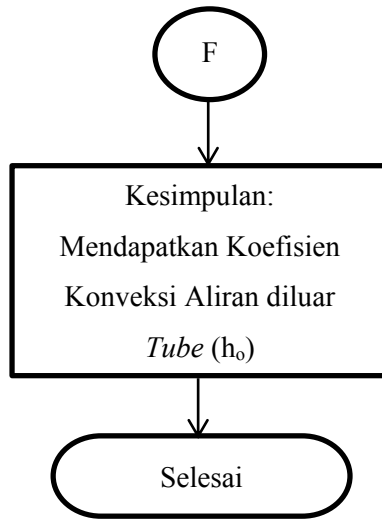 F
Kesimpulan:
Mendapatkan Koefisien
Konveksi Aliran diluar
Tube (hₒ)
Selesai